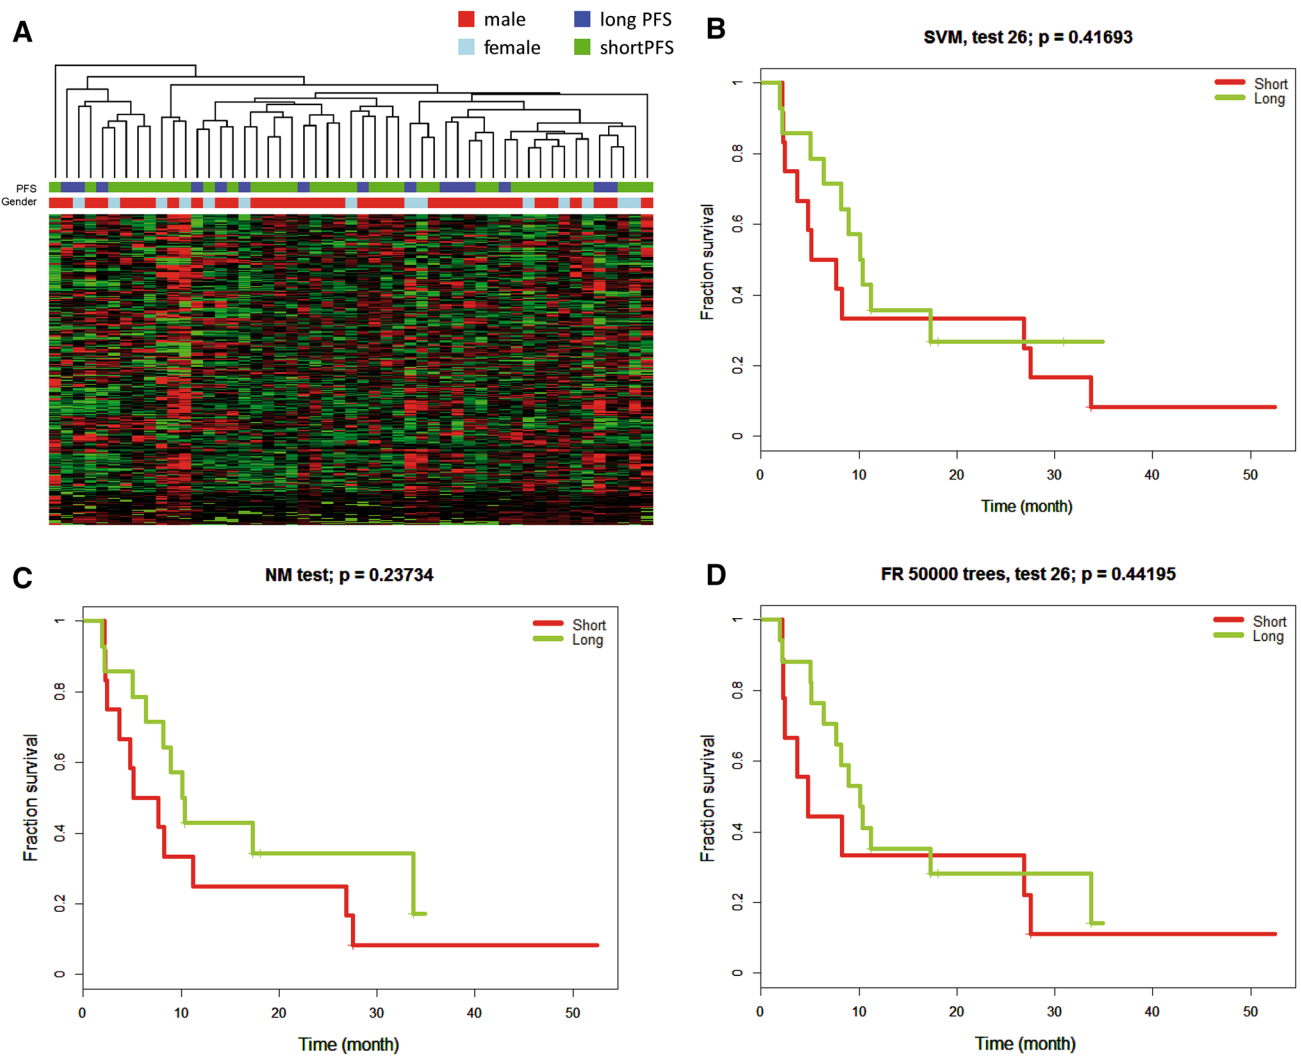 A
male
long PFS
female
shortPFS
PFS
Gender
B
SVM, test 26; p = 0.41693
Short
Long
1
0.8
0.6
0.4
0.2
0
Fraction survival
0 10 20 30 40 50
Time (month)
C
NM test; p = 0.23734
Short
Long
1
0.8
0.6
0.4
0.2
0
Fraction survival
0 10 20 30 40 50
Time (month)
D
FR 50000 trees, test 26; p = 0.44195
Short
Long
1
0.8
0.6
0.4
0.2
0
Fraction survival
0 10 20 30 40 50
Time (month)